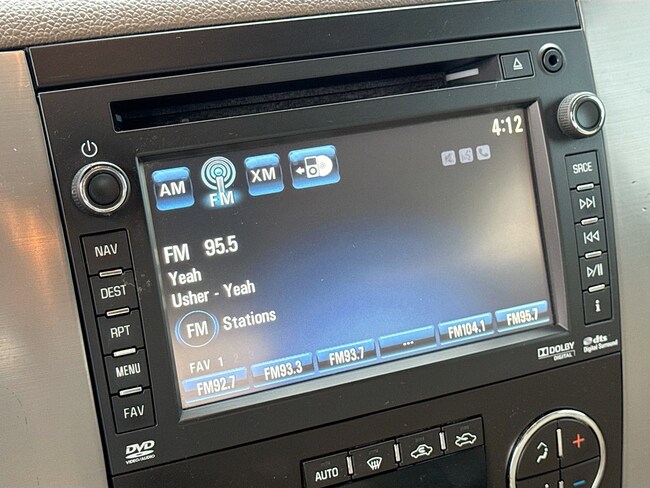 4:12
AM FM XM
FM 95.5
Yeah
Usher - Yeah
FM Stations
FAV 1
FM92.7 FM93.3 FM93.7 ... FM104.1 FM95.7
NAV
DEST
RPT
MENU
FAV
SRCE
i
DVD
VIDEO/AUDIO
DOLBY
DIGITAL
dts
Digital Surround
AUTO